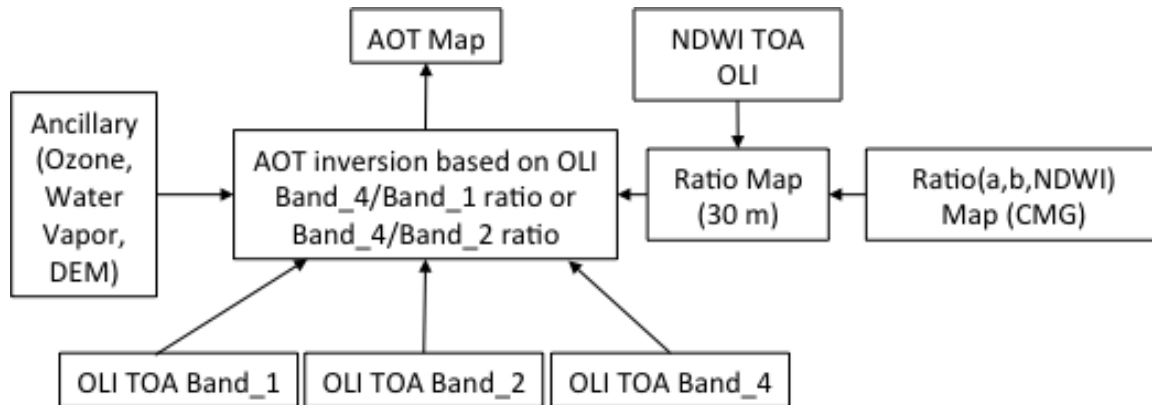 AOT Map
NDWI TOA
OLI
Ancillary
(Ozone,
Water
Vapor,
DEM)
AOT inversion based on OLI
Band_4/Band_1 ratio or
Band_4/Band_2 ratio
Ratio Map
(30 m)
Ratio(a,b,NDWI)
Map (CMG)
OLI TOA Band_1
OLI TOA Band_2
OLI TOA Band_4